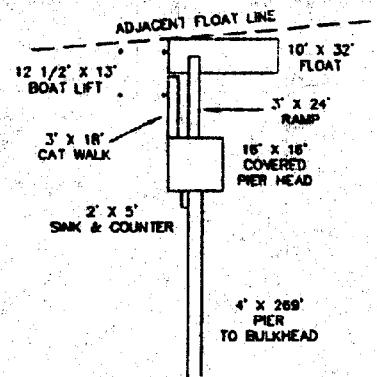 ADJACENT FLOAT LINE
10' X 32'
FLOAT
12 1/2' X 13'
BOAT LIFT
3' X 24'
RAMP
3' X 18'
CAT WALK
16' X 16'
COVERED
PIER HEAD
2' X 5'
SINK & COUNTER
4' X 269'
PIER
TO BULKHEAD